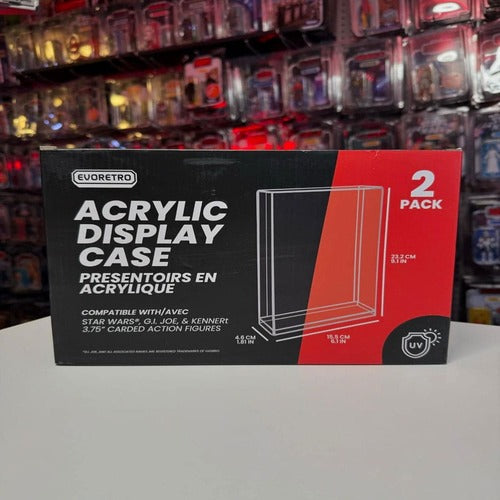 EVORETRO
ACRYLIC
DISPLAY
CASE
PRESENTOIRS EN
ACRYLIQUE
COMPATIBLE WITH/AVEC
STAR WARS®, G.I. JOE, & KENNER†
3.75" CARDED ACTION FIGURES
2
PACK
23.2 CM
9.1 IN
4.6 CM
1.81 IN
15.5 CM
6.1 IN
UV